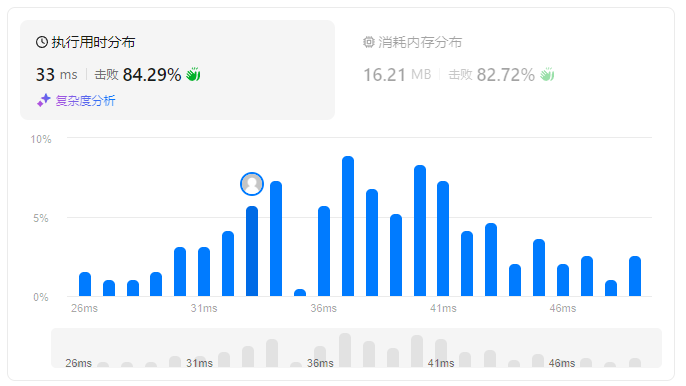 执行用时分布
33 ms | 击败 84.29%
复杂度分析
消耗内存分布
16.21 MB | 击败 82.72%
10%
5%
0%
26ms 31ms 36ms 41ms 46ms
26ms 31ms 36ms 41ms 46ms